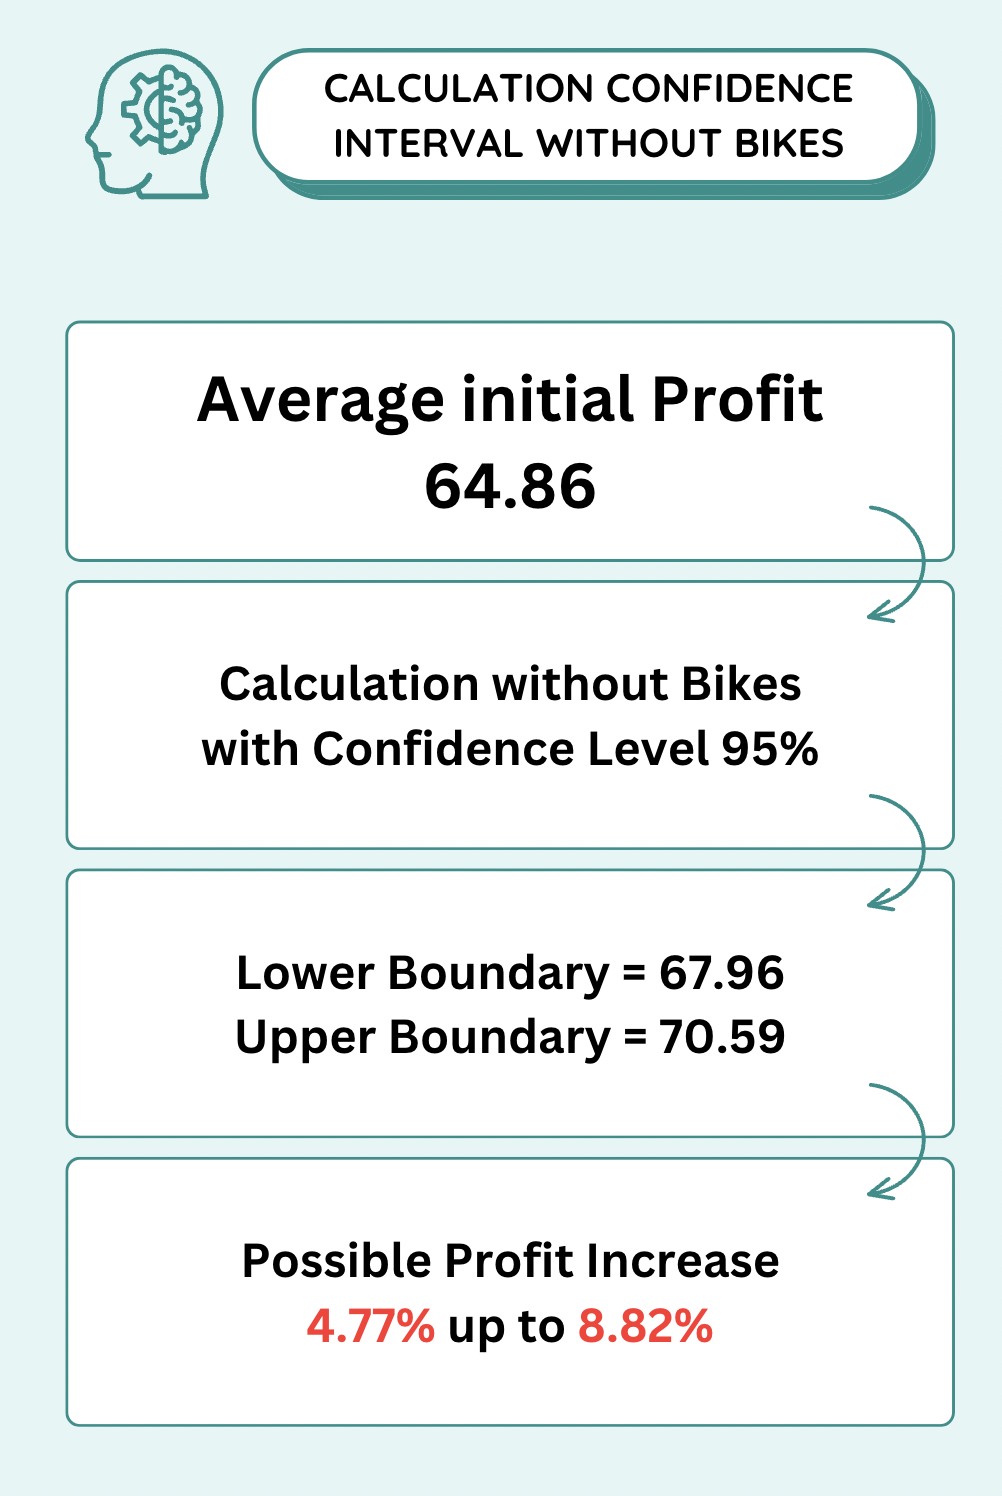 CALCULATION CONFIDENCE
INTERVAL WITHOUT BIKES
Average initial Profit
64.86
Calculation without Bikes
with Confidence Level 95%
Lower Boundary = 67.96
Upper Boundary = 70.59
Possible Profit Increase
4.77% up to 8.82%